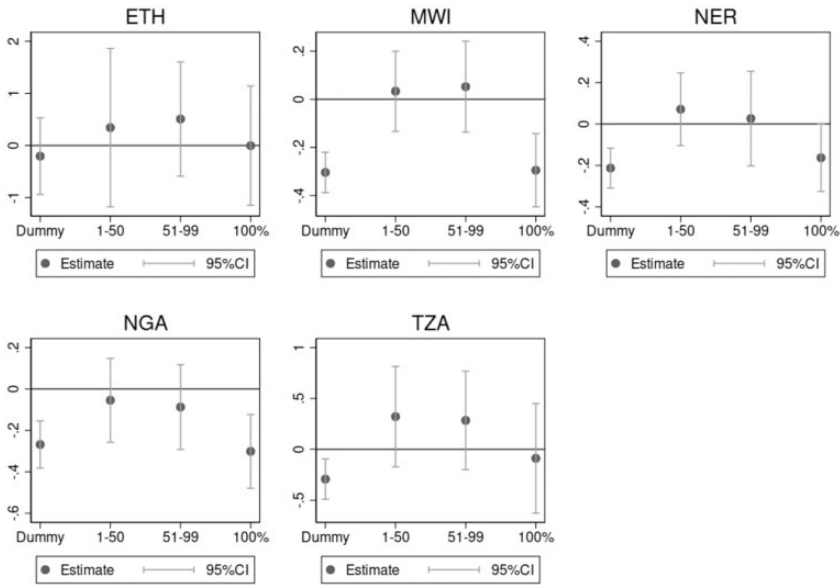 ETH
2
1
0
-1
Dummy 1-50 51-99 100%
Estimate 95%CI
MWI
.2
0
-.2
-.4
Dummy 1-50 51-99 100%
Estimate 95%CI
NER
.4
.2
0
-.2
-.4
Dummy 1-50 51-99 100%
Estimate 95%CI
NGA
.2
0
-.2
-.4
-.6
Dummy 1-50 51-99 100%
Estimate 95%CI
TZA
1
.5
0
-.5
Dummy 1-50 51-99 100%
Estimate 95%CI